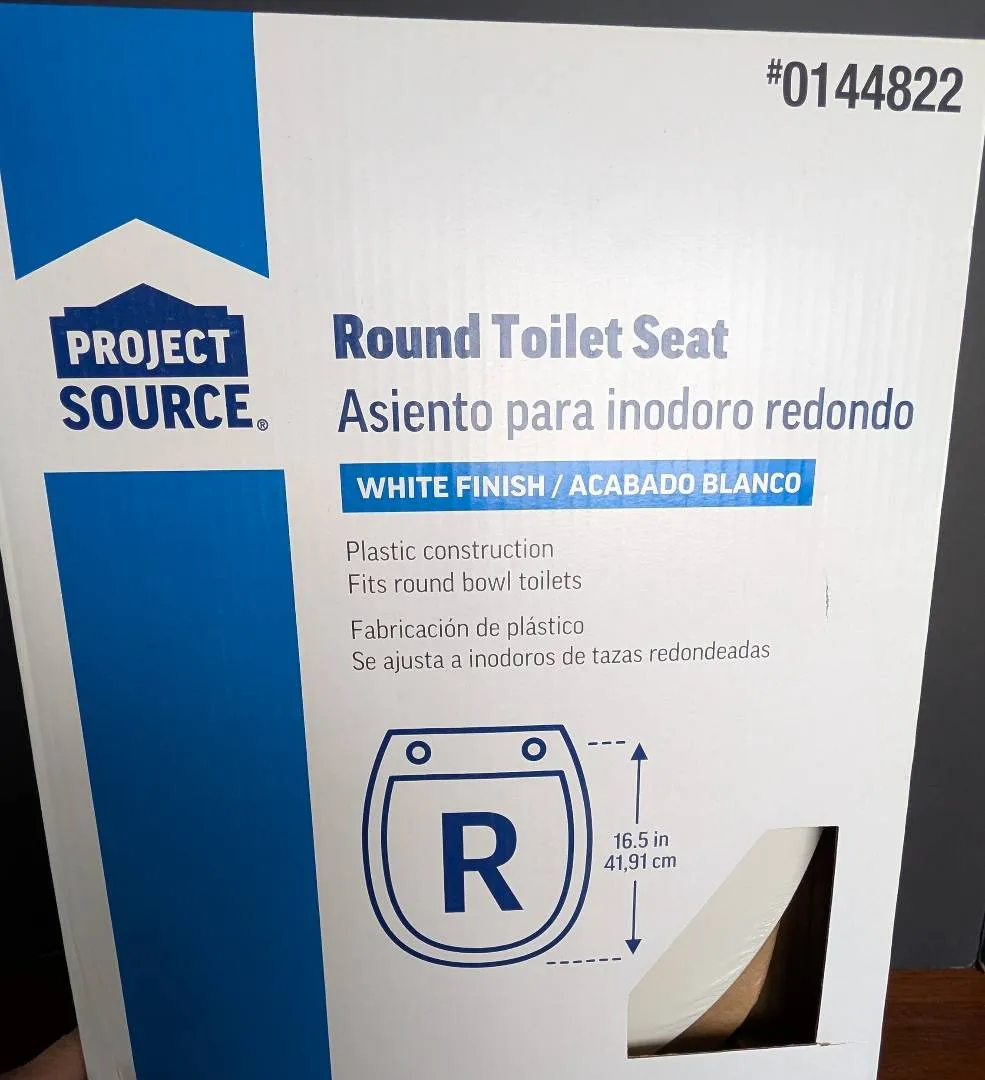 #0144822
PROJECT
SOURCE®
Round Toilet Seat
Asiento para inodoro redondo
WHITE FINISH / ACABADO BLANCO
Plastic construction
Fits round bowl toilets
Fabricación de plástico
Se ajusta a inodoros de tazas redondeadas
R
16.5 in
41,91 cm